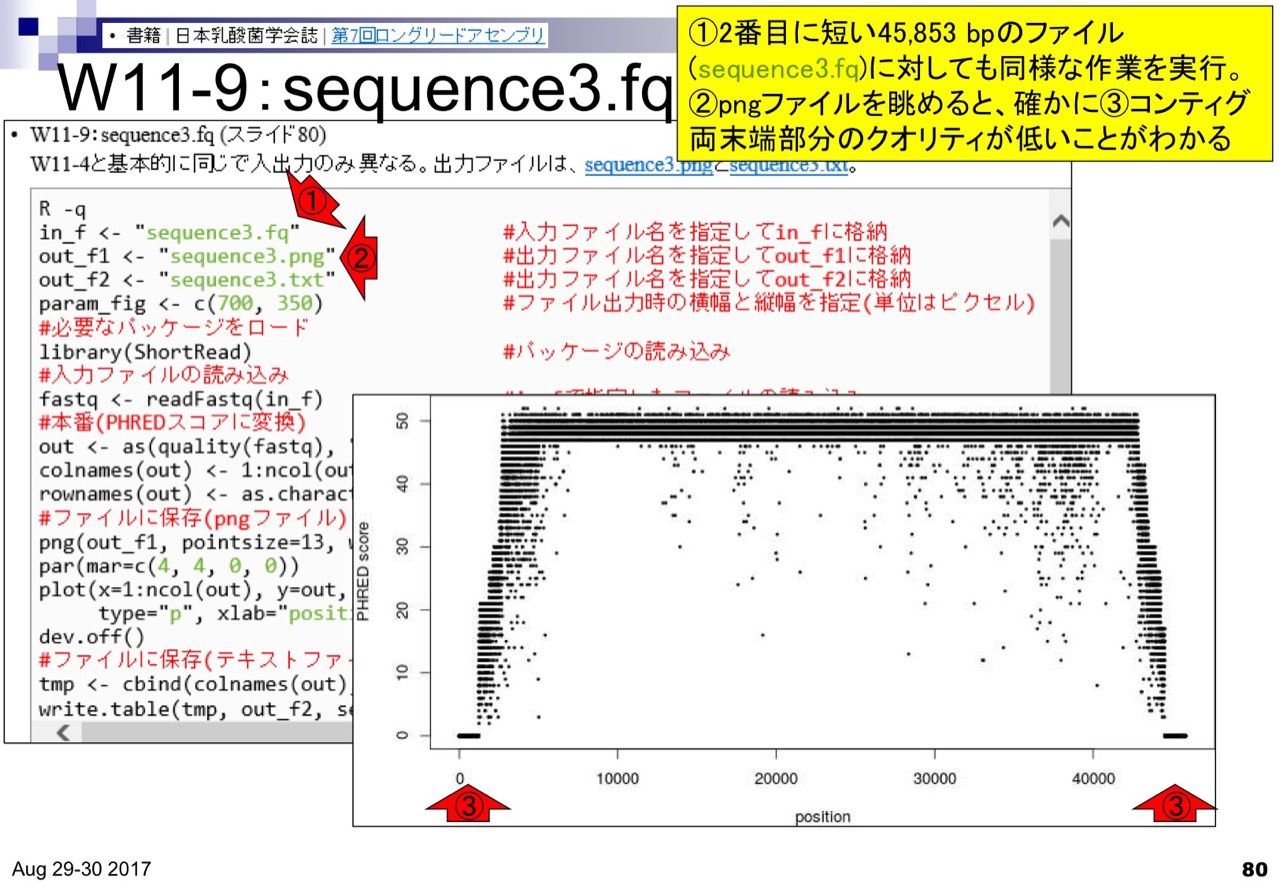 • 書籍 | 日本乳酸菌学会誌 | 第7回ロングリードアセンブリ
W11-9：sequence3.fq
①2番目に短い45,853 bpのファイル
(sequence3.fq)に対しても同様な作業を実行。
②pngファイルを眺めると、確かに③コンティグ
両末端部分のクオリティが低いことがわかる
• W11-9：sequence3.fq (スライド80)
W11-4と基本的に同じで入出力のみ異なる。出力ファイルは、sequence3.pngとsequence3.txt。
①
②
R -q
in_f <- "sequence3.fq" #入力ファイル名を指定してin_fに格納
out_f1 <- "sequence3.png" #出力ファイル名を指定してout_f1に格納
out_f2 <- "sequence3.txt" #出力ファイル名を指定してout_f2に格納
param_fig <- c(700, 350) #ファイル出力時の横幅と縦幅を指定(単位はピクセル)
#必要なパッケージをロード
library(ShortRead) #パッケージの読み込み
#入力ファイルの読み込み
fastq <- readFastq(in_f)
#本番(PHREDスコアに変換)
out <- as(quality(fastq),
colnames(out) <- 1:ncol(out
rownames(out) <- as.charact
#ファイルに保存(pngファイル)
png(out_f1, pointsize=13,
par(mar=c(4, 4, 0, 0))
plot(x=1:ncol(out), y=out,
type="p", xlab="positi
dev.off()
#ファイルに保存(テキストファ
tmp <- cbind(colnames(out)
write.table(tmp, out_f2, se
PHRED score
50
40
30
20
10
0
0 10000 20000 30000 40000
position
③ ③
Aug 29-30 2017
80